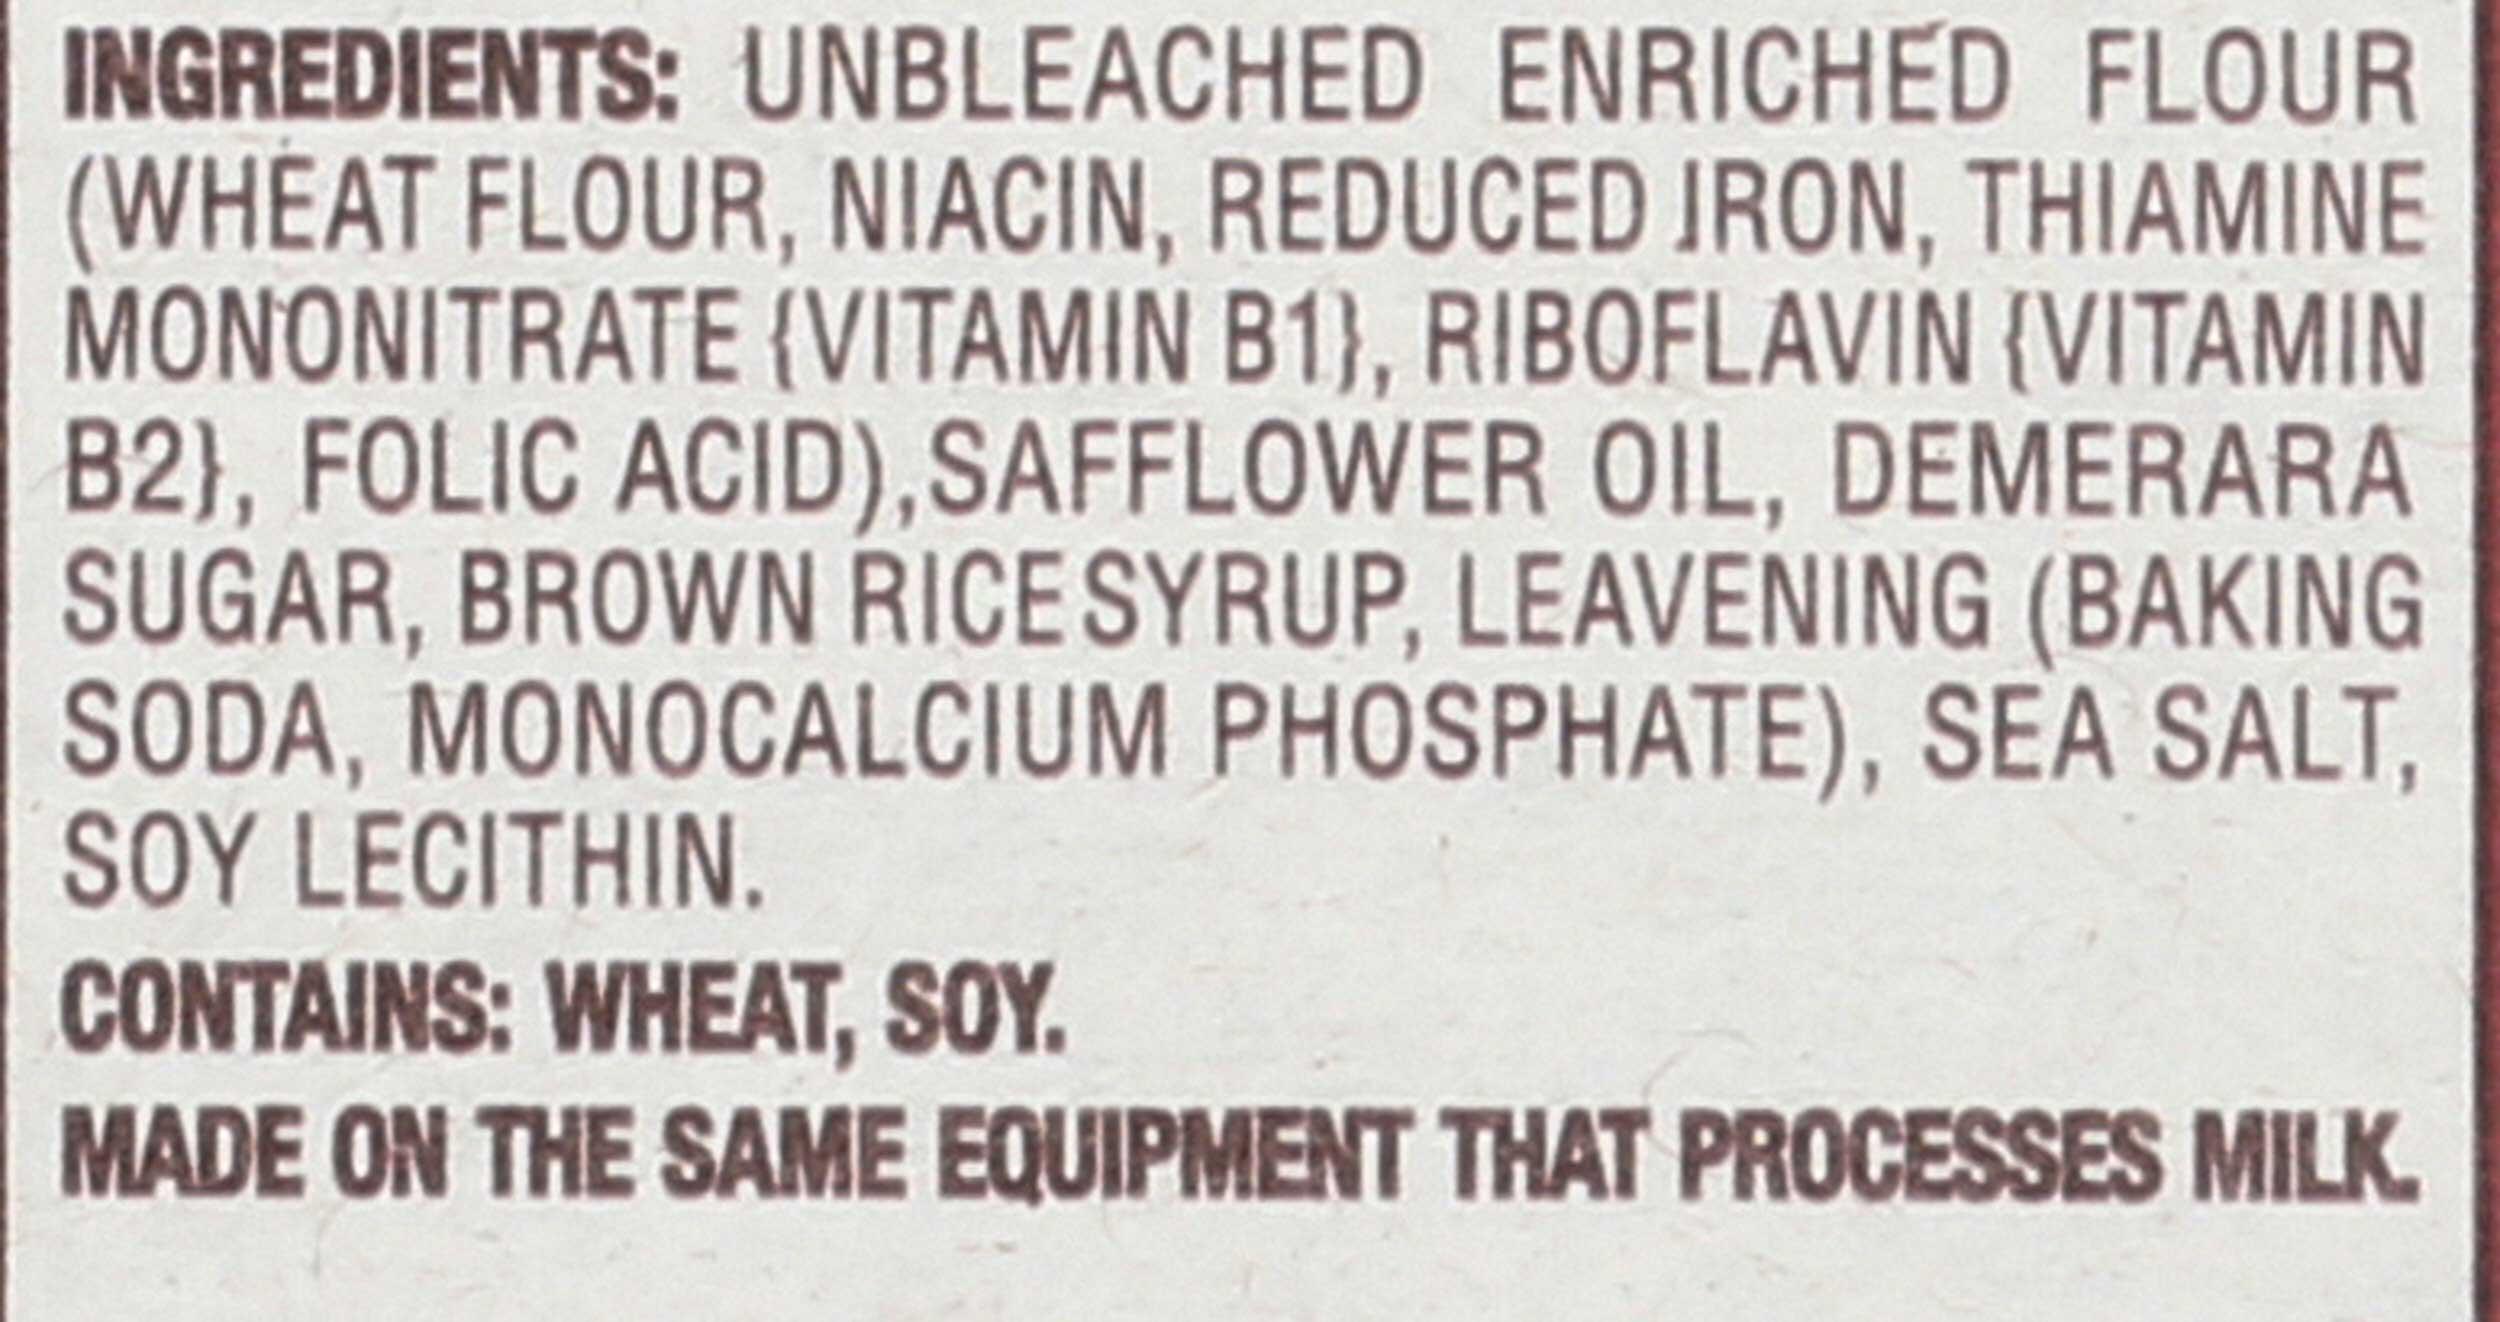 INGREDIENTS: UNBLEACHED ENRICHED FLOUR
(WHEAT FLOUR, NIACIN, REDUCED IRON, THIAMINE
MONONITRATE {VITAMIN B1}, RIBOFLAVIN {VITAMIN
B2}, FOLIC ACID),SAFFLOWER OIL, DEMERARA
SUGAR, BROWN RICE SYRUP, LEAVENING (BAKING
SODA, MONOCALCIUM PHOSPHATE), SEA SALT,
SOY LECITHIN.
CONTAINS: WHEAT, SOY.
MADE ON THE SAME EQUIPMENT THAT PROCESSES MILK.